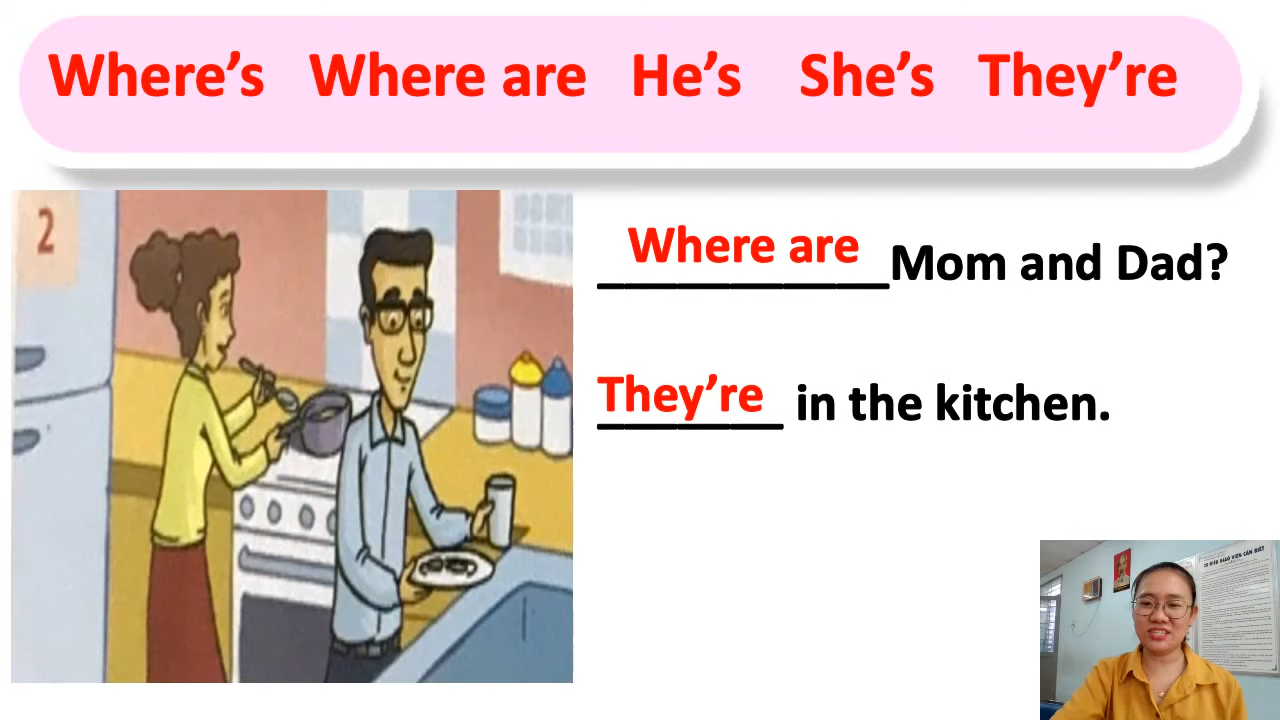 Where's Where are He's She's They're
2
Where are Mom and Dad?
They're in the kitchen.